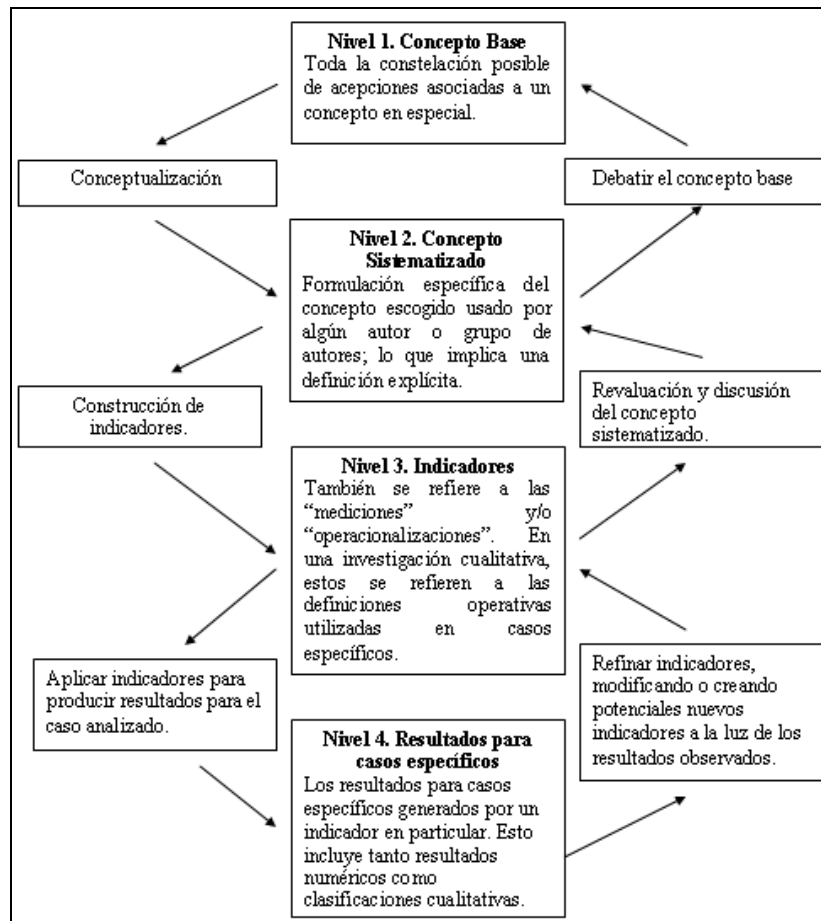 Nivel 1. Concepto Base
Toda la constelación posible
de acepciones asociadas a un
concepto en especial.
Conceptualización
Debatir el concepto base
Nivel 2. Concepto
Sistematizado
Formulación específica del
concepto escogido usado por
algún autor o grupo de
autores; lo que implica una
definición explícita.
Construcción de
indicadores.
Revaluación y discusión
del concepto
sistematizado.
Nivel 3. Indicadores
También se refiere a las
“mediciones” y/o
“operacionalizaciones”. En
una investigación cualitativa,
estos se refieren a las
definiciones operativas
utilizadas en casos
específicos.
Aplicar indicadores para
producir resultados para el
caso analizado.
Refinar indicadores,
modificando o creando
potenciales nuevos
indicadores a la luz de los
resultados observados.
Nivel 4. Resultados para
casos específicos
Los resultados para casos
específicos generados por un
indicador en particular. Esto
incluye tanto resultados
numéricos como
clasificaciones cualitativas.